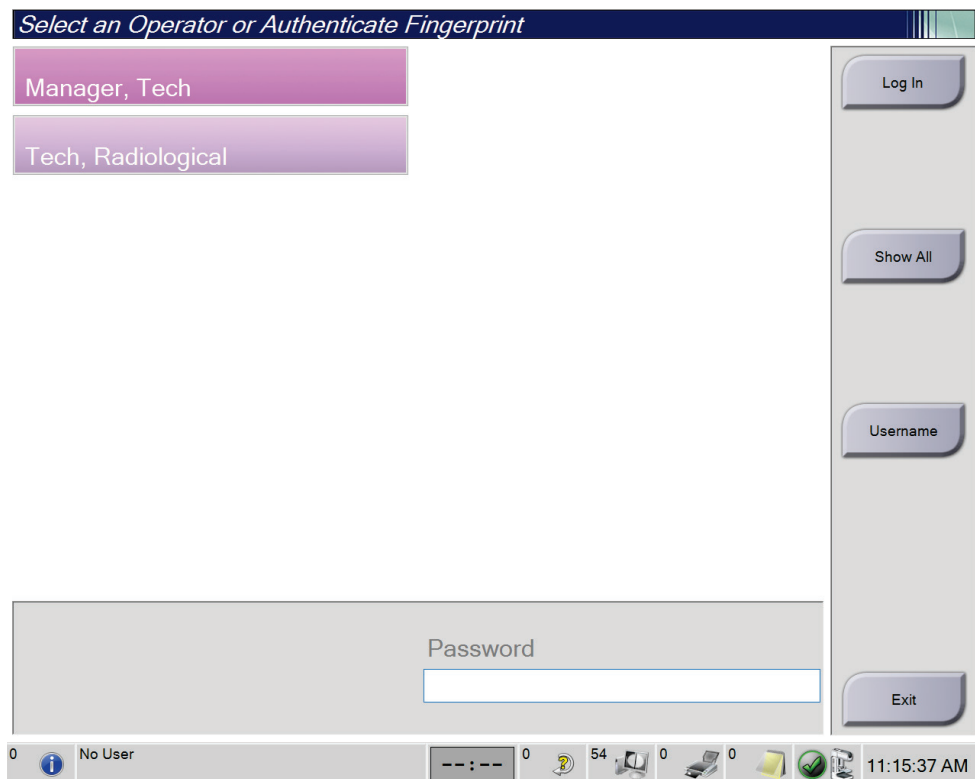 Select an Operator or Authenticate Fingerprint
Manager, Tech
Log In
Tech, Radiological
Show All
Username
Password
Exit
0 No User --:-- 0 54 0 0 11:15:37 AM